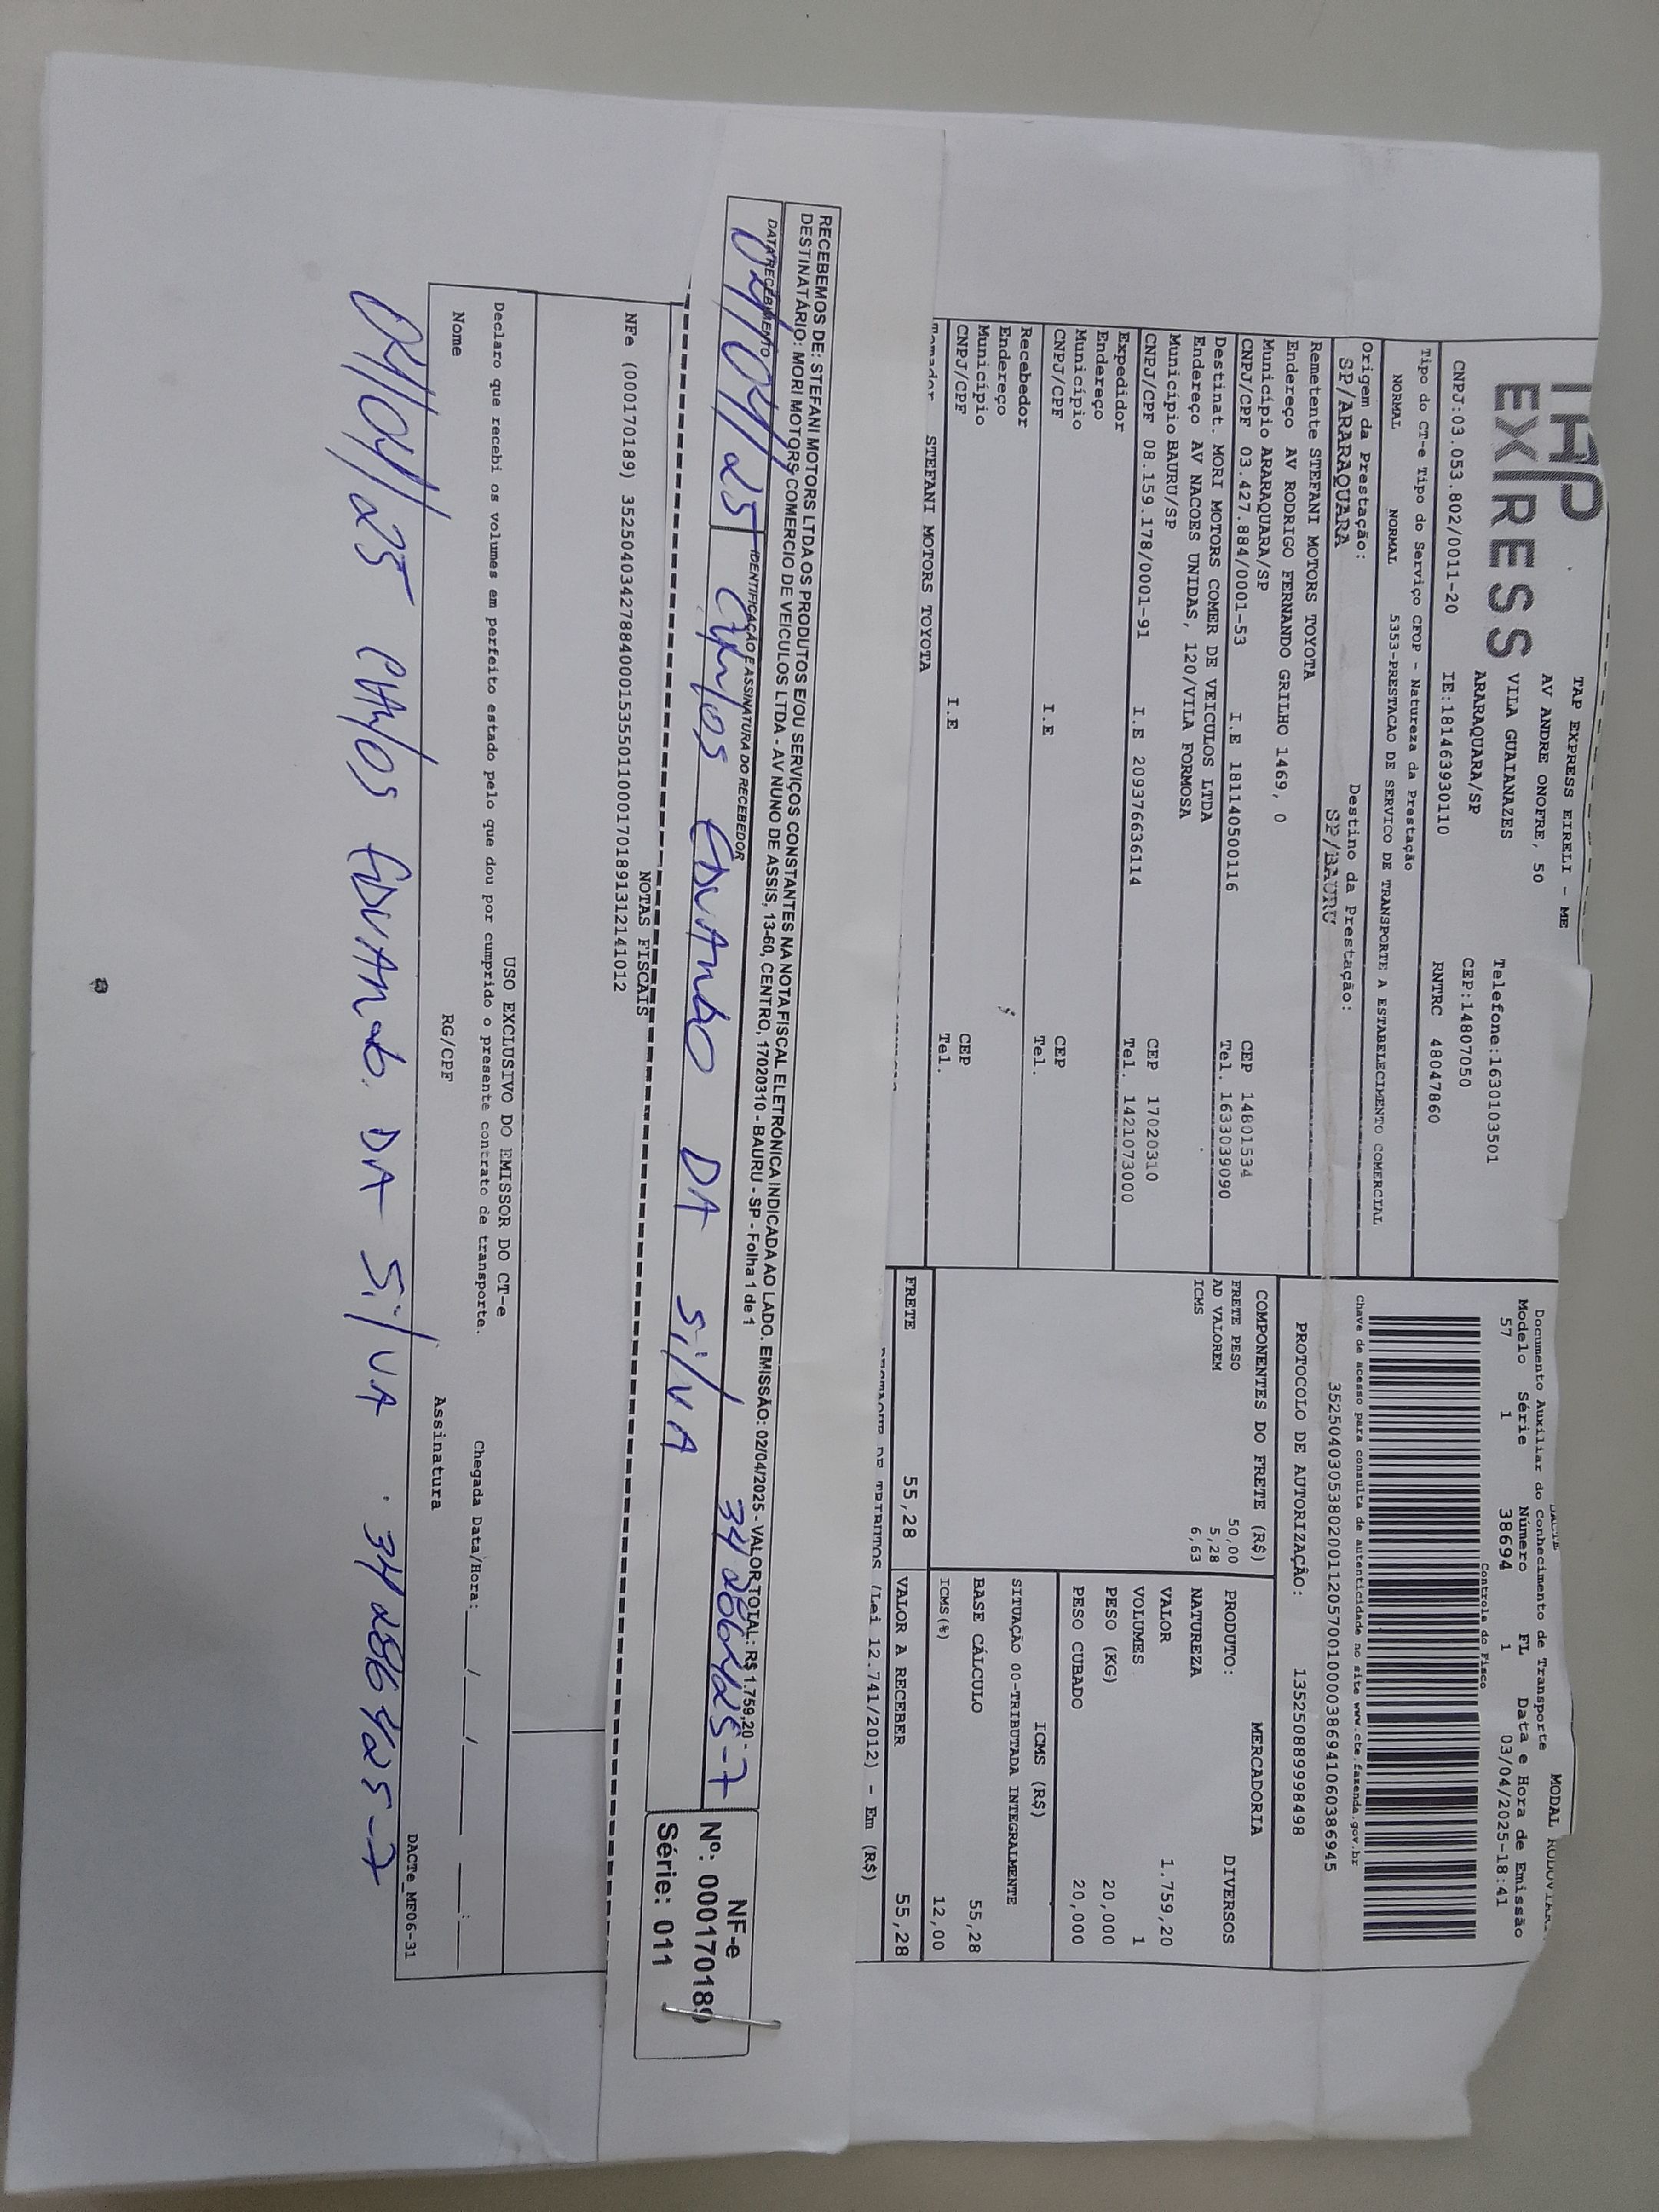 TAP
EXPRESS
TAP EXPRESS EIRELI - ME
AV ANDRE ONOFRE, 50
VILA GUAIANAZES
ARARAQUARA/SP
Telefone:1630103501
CEP:14807050
CNPJ:03.053.802/0011-20 IE:181463930110 RNTRC 48047860
Tipo do CT-e Tipo do Serviço CFOP - Natureza da Prestação
NORMAL NORMAL 5353-PRESTACAO DE SERVICO DE TRANSPORTE A ESTABELECIMENTO COMERCIAL
Origem da Prestação: Destino da Prestação:
SP/ARARAQUARA SP/BAURU
Remetente STEFANI MOTORS TOYOTA
Endereço AV RODRIGO FERNANDO GRILHO 1469, 0
Município ARARAQUARA/SP CEP 14801534
CNPJ/CPF 03.427.884/0001-53 I.E 181140500116 Tel. 1633039090
Destinat. MORI MOTORS COMER DE VEICULOS LTDA
Endereço AV NACOES UNIDAS, 120/VILA FORMOSA
Município BAURU/SP CEP 17020310
CNPJ/CPF 08.159.178/0001-91 I.E 209376636114 Tel. 1421073000
Expedidor
Endereço
Município CEP
CNPJ/CPF I.E Tel.
Recebedor
Endereço
Município CEP
CNPJ/CPF I.E Tel.
Tomador STEFANI MOTORS TOYOTA
MODAL RODOVIAR
DACTE
Documento Auxiliar do Conhecimento de Transporte
Modelo Série Número FL Data e Hora de Emissão
57 1 38694 1 03/04/2025-18:41
Controle do Fisco
Chave de acesso para consulta de autenticidade no site www.cte.fazenda.gov.br
35250403053802001120570010000386941060386945
PROTOCOLO DE AUTORIZAÇÃO: 135250889998498
COMPONENTES DO FRETE (R$)
FRETE PESO 50,00
AD VALOREM 5,28
ICMS 6,63
MERCADORIA
PRODUTO: DIVERSOS
NATUREZA
VALOR 1.759,20
VOLUMES 1
PESO (KG) 20,000
PESO CUBADO 20,000
ICMS (R$)
SITUAÇÃO 00-TRIBUTADA INTEGRALMENTE
BASE CÁLCULO 55,28
ICMS(%) 12,00
FRETE 55,28 VALOR A RECEBER 55,28
DE TRIBUTOS (Lei 12.741/2012) - Em (R$)
RECEBEMOS DE: STEFANI MOTORS LTDA OS PRODUTOS E/OU SERVIÇOS CONSTANTES NA NOTA FISCAL ELETRÔNICA INDICADA AO LADO. EMISSÃO: 02/04/2025 - VALOR TOTAL: R$ 1.759,20 -
DESTINATÁRIO: MORI MOTORS COMERCIO DE VEICULOS LTDA - AV NUNO DE ASSIS, 13-60, CENTRO, 17020310 - BAURU - SP - Folha 1 de 1
DATA RECEBIMENTO IDENTIFICAÇÃO E ASSINATURA DO RECEBEDOR
04/04/25 CARlOS EDUARDO DA SilVA 34286425-7
NF-e
Nº: 000170189
Série: 011
NOTAS FISCAIS
NFe (000170189) 35250403427884000153550110001701891312141012
USO EXCLUSIVO DO EMISSOR DO CT-e
Declaro que recebi os volumes em perfeito estado pelo que dou por cumprido o presente contrato de transporte. Chegada Data/Hora: ____/____/____ __:__
Nome RG/CPF Assinatura
DACTe_MF06-31
04/04/25 CARlOS EDUARDO DA SilVA . 34286425-7